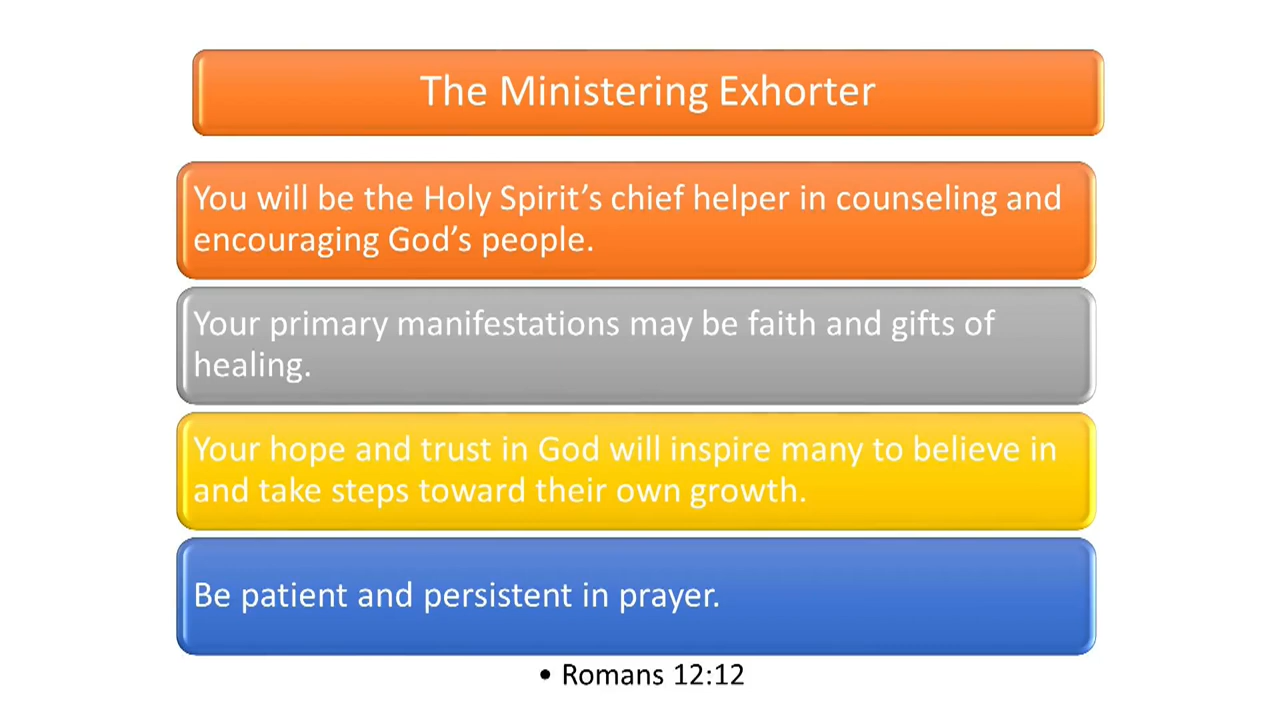 The Ministering Exhorter
You will be the Holy Spirit’s chief helper in counseling and
encouraging God’s people.
Your primary manifestations may be faith and gifts of
healing.
Your hope and trust in God will inspire many to believe in
and take steps toward their own growth.
Be patient and persistent in prayer.
• Romans 12:12